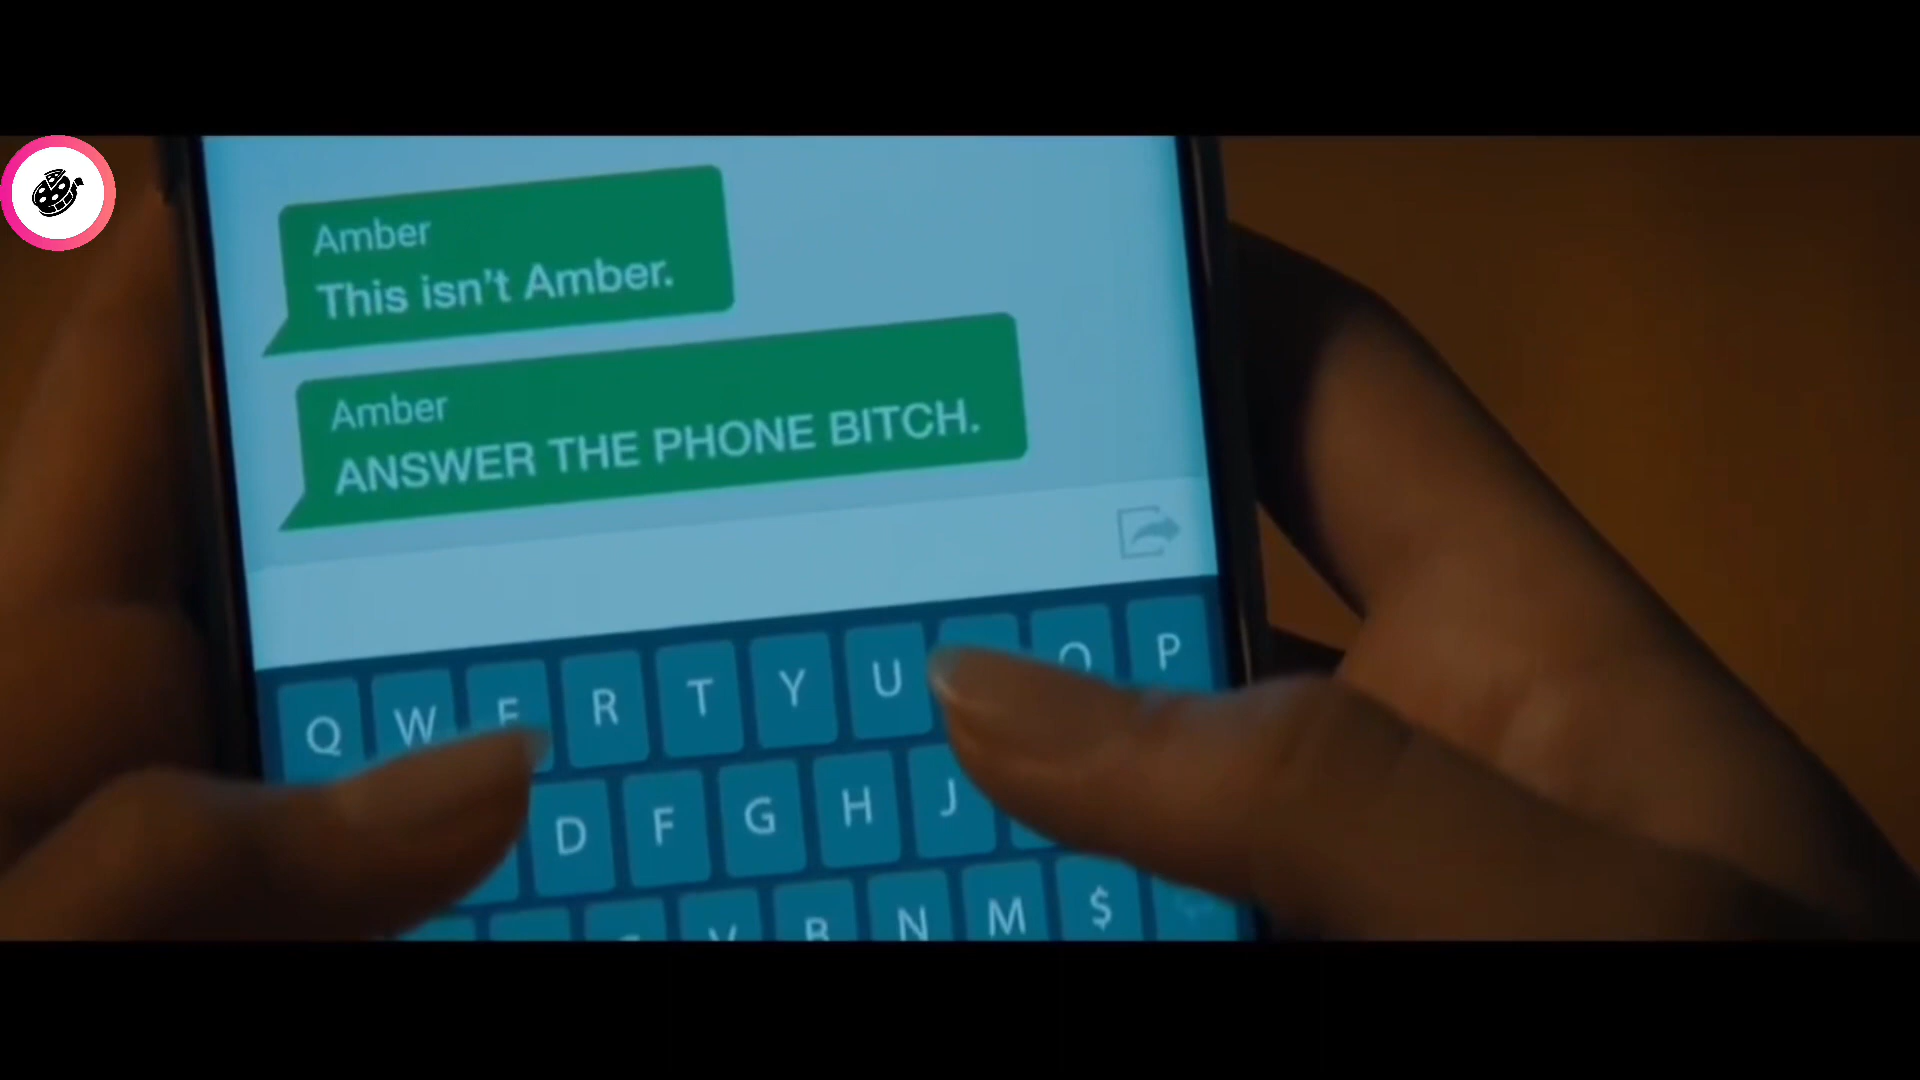 Amber
This isn't Amber.
Amber
ANSWER THE PHONE BITCH.
Q W E R T Y U O P
D F G H J
V B N M $